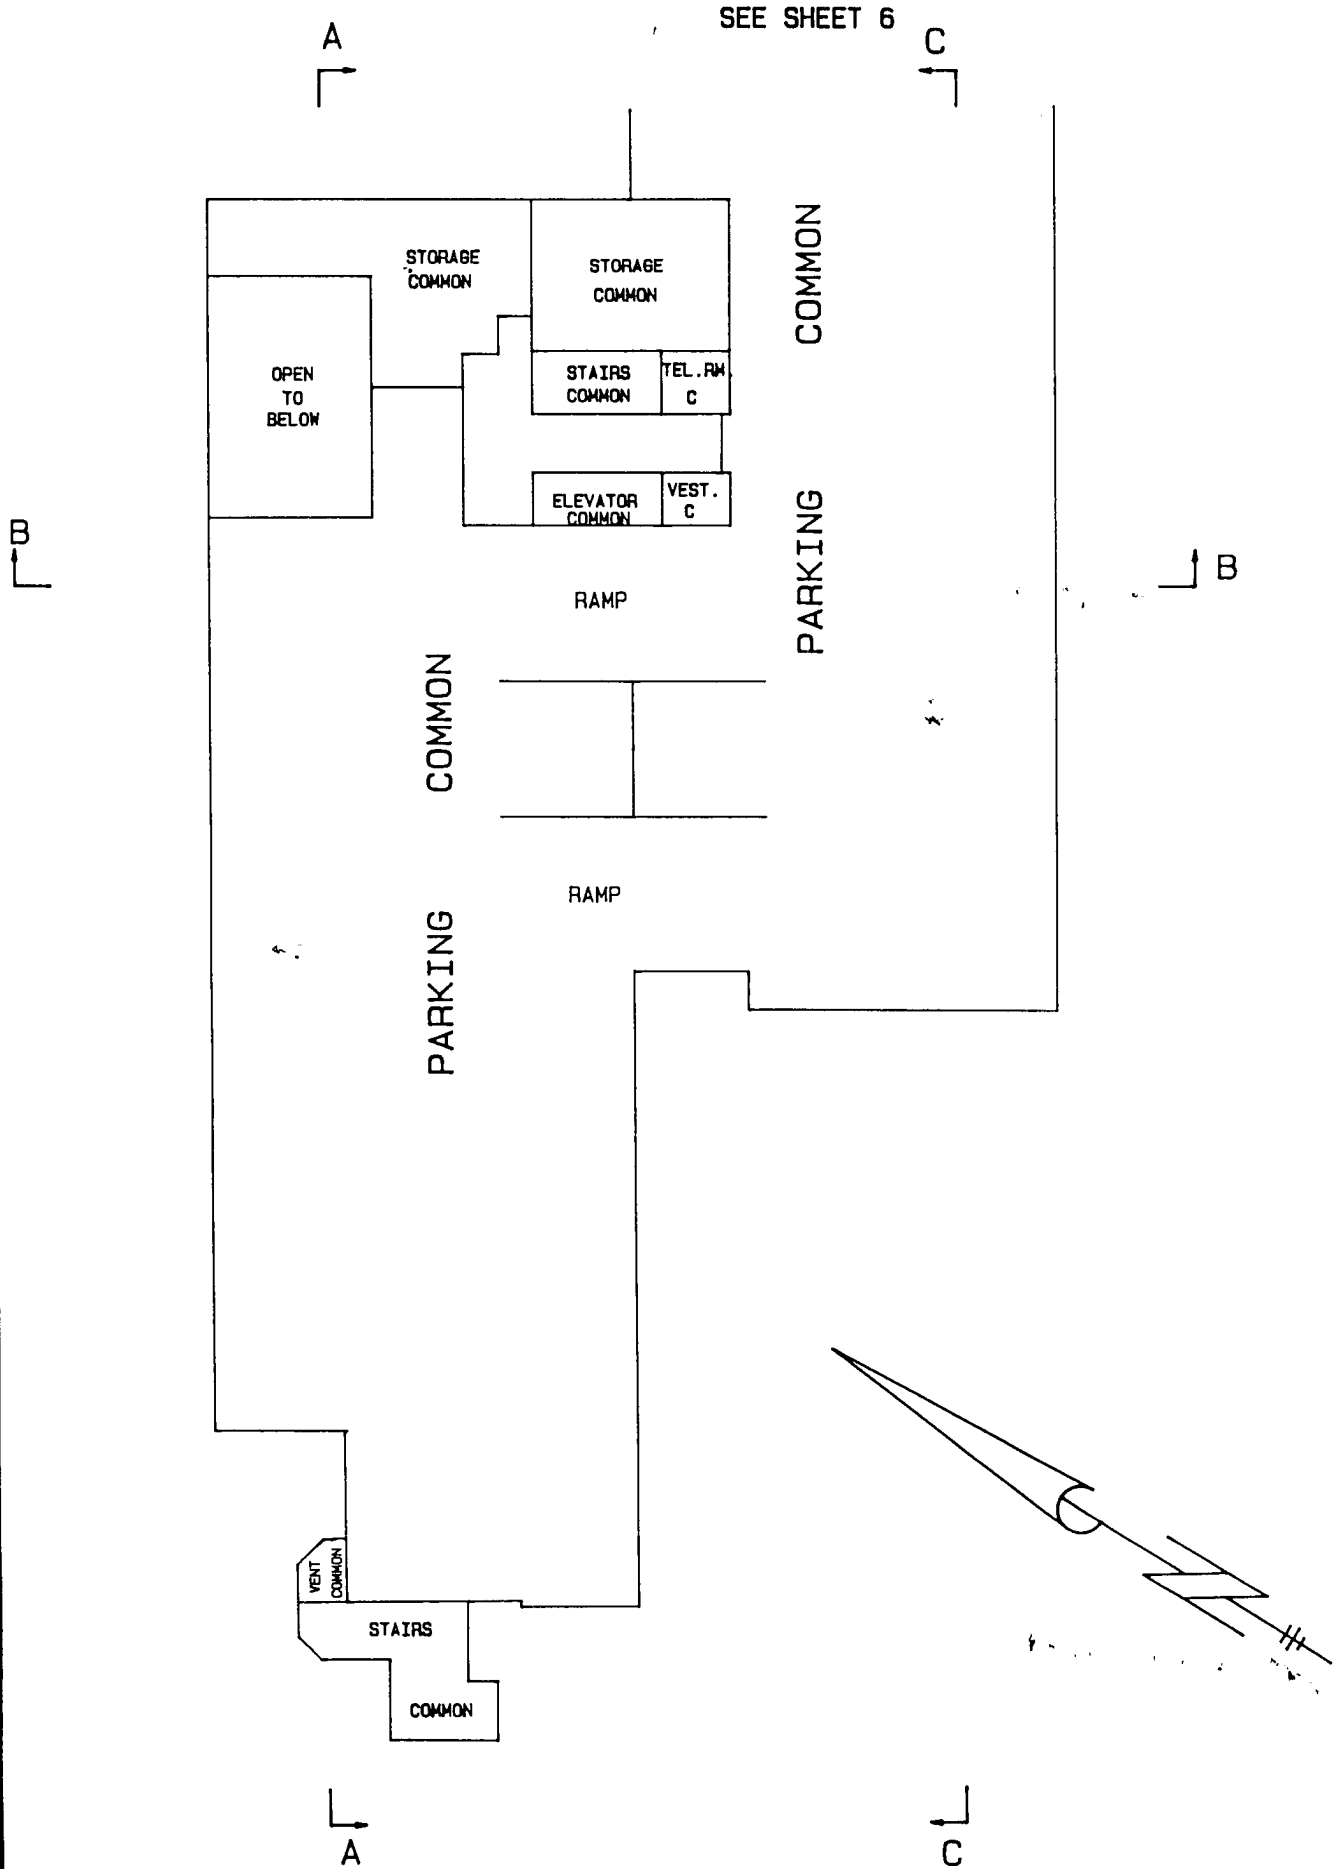 SEE SHEET 6
A
C
STORAGE
COMMON
STORAGE
COMMON
COMMON
OPEN
TO
BELOW
STAIRS
COMMON
TEL.RM.
C
ELEVATOR
COMMON
VEST.
C
B
B
PARKING
RAMP
COMMON
RAMP
PARKING
VENT
COMMON
STAIRS
COMMON
N
A
C